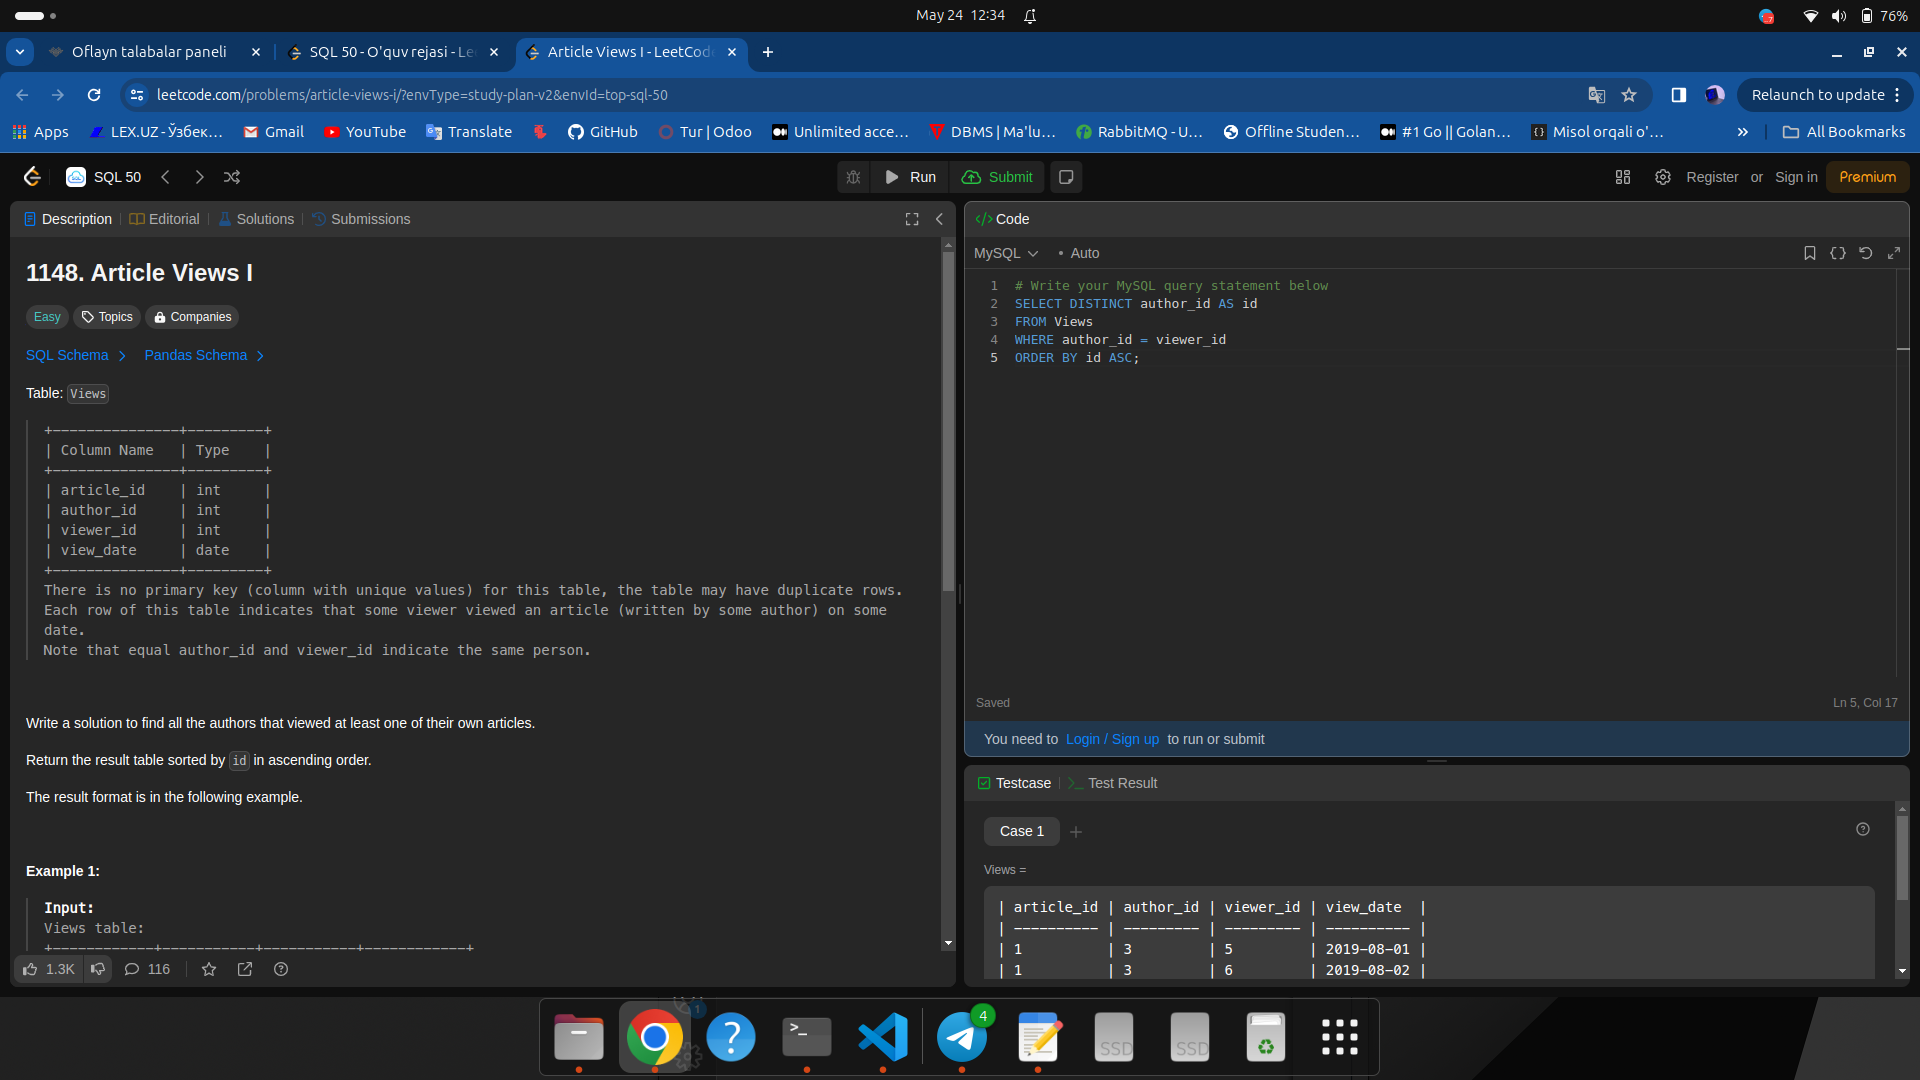 May 24 12:34
76%
Oflayn talabalar paneli
SQL 50 - O'quv rejasi - Le
Article Views I - LeetCode
leetcode.com/problems/article-views-i/?envType=study-plan-v2&envId=top-sql-50
Relaunch to update
Apps
LEX.UZ - Ўзбек...
Gmail
YouTube
Translate
GitHub
Tur | Odoo
Unlimited acce...
DBMS | Ma'lu...
RabbitMQ - U...
Offline Studen...
#1 Go || Golan...
Misol orqali o'...
»
All Bookmarks
SQL 50
Run
Submit
Register or Sign in
Premium
Description
Editorial
Solutions
Submissions
1148. Article Views I
Easy
Topics
Companies
SQL Schema
Pandas Schema
Table: Views
+---------------+---------+
| Column Name   | Type    |
+---------------+---------+
| article_id    | int     |
| author_id     | int     |
| viewer_id     | int     |
| view_date     | date    |
+---------------+---------+
There is no primary key (column with unique values) for this table, the table may have duplicate rows.
Each row of this table indicates that some viewer viewed an article (written by some author) on some
date.
Note that equal author_id and viewer_id indicate the same person.
Write a solution to find all the authors that viewed at least one of their own articles.
Return the result table sorted by id in ascending order.
The result format is in the following example.
Example 1:
Input:
Views table:
+------------+-----------+-----------+------------+
1.3K
116
Code
MySQL
• Auto
1 # Write your MySQL query statement below
2 SELECT DISTINCT author_id AS id
3 FROM Views
4 WHERE author_id = viewer_id
5 ORDER BY id ASC;
Saved
Ln 5, Col 17
You need to Login / Sign up to run or submit
Testcase
Test Result
Case 1
Views =
| article_id | author_id | viewer_id | view_date  |
| ---------- | --------- | --------- | ---------- |
| 1          | 3         | 5         | 2019-08-01 |
| 1          | 3         | 6         | 2019-08-02 |
1
4
SSD
SSD